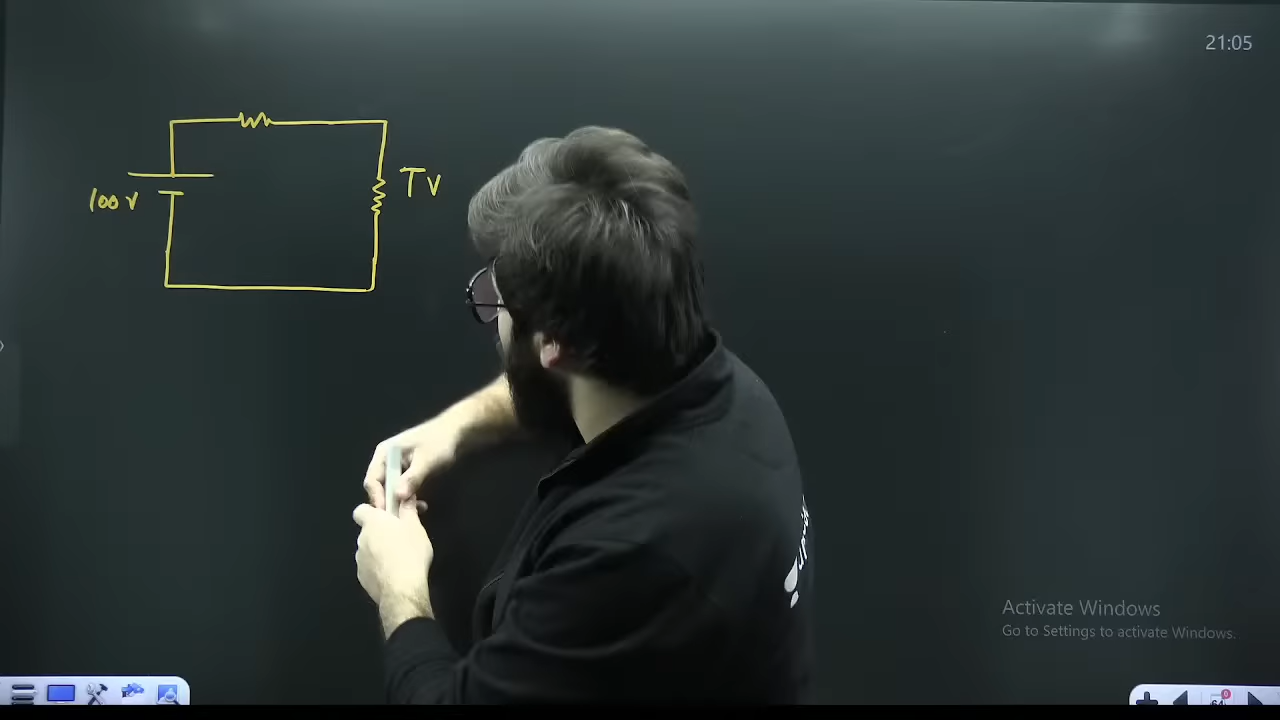 21:05
100 V
TV
Activate Windows
Go to Settings to activate Windows.